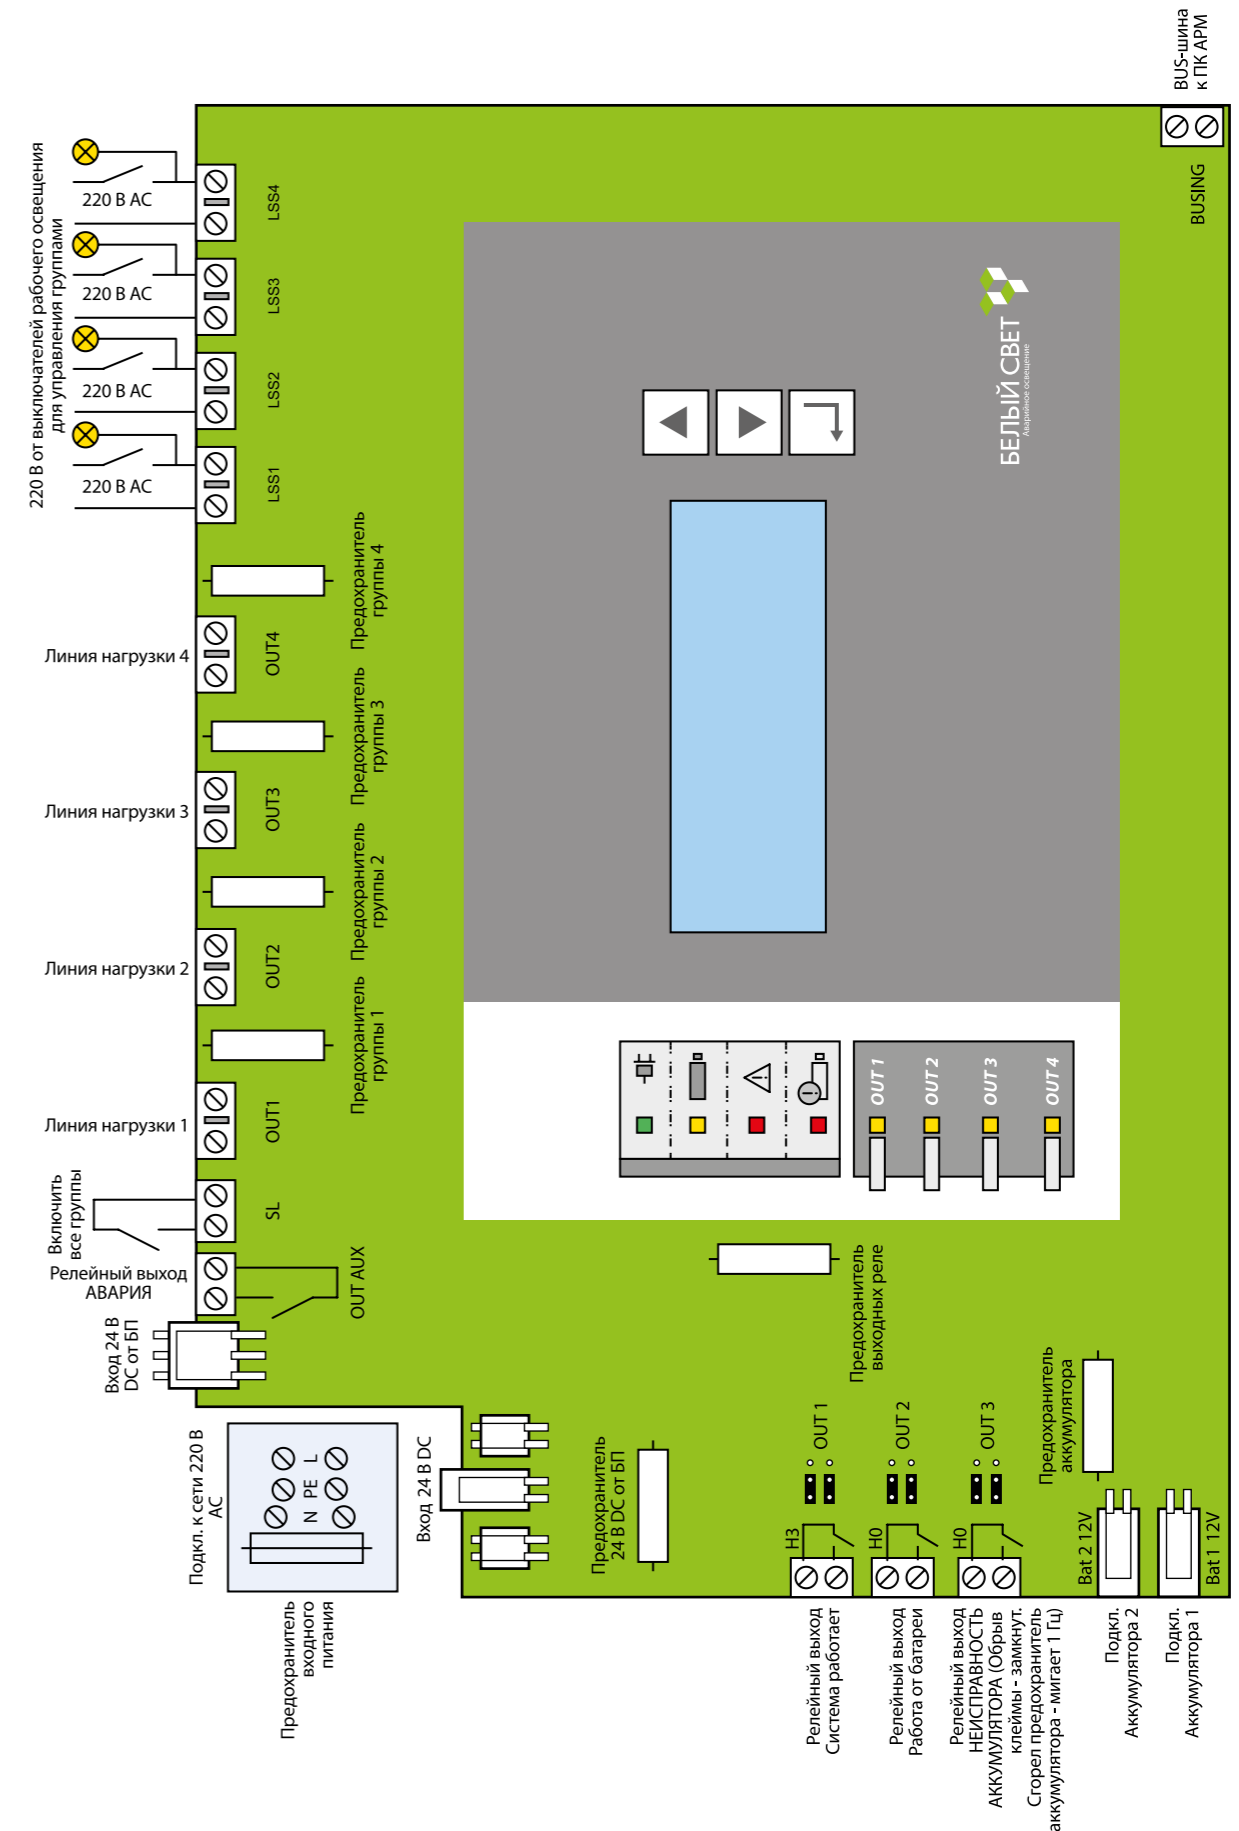 220 В от выключателей рабочего освещения
для управления группами
220 В AC
220 В AC
220 В AC
220 В AC
LSS4
LSS3
LSS2
LSS1
BUS-шина
к ПК АРМ
BUSING
Линия нагрузки 4
OUT4
Предохранитель
группы 4
Линия нагрузки 3
OUT3
Предохранитель
группы 3
Линия нагрузки 2
OUT2
Предохранитель
группы 2
Линия нагрузки 1
OUT1
Предохранитель
группы 1
Включить
все группы
SL
Релейный выход
АВАРИЯ
OUT AUX
Вход 24 В
DC от БП
БЕЛЫЙ СВЕТ
Аварийное освещение
OUT 1
OUT 2
OUT 3
OUT 4
Предохранитель
выходных реле
Подкл. к сети 220 В
AC
N PE L
Предохранитель
входного
питания
Вход 24 В DC
Предохранитель
24 В DC от БП
OUT 1
НЗ
OUT 2
НО
OUT 3
НО
Предохранитель
аккумулятора
Bat 2 12V
Bat 1 12V
Релейный выход
Система работает
Релейный выход
Работа от батареи
Релейный выход
НЕИСПРАВНОСТЬ
АККУМУЛЯТОРА (Обрыв
клеймы - замкнут.
Сгорел предохранитель
аккумулятора - мигает 1 Гц)
Подкл.
Аккумулятора 2
Подкл.
Аккумулятора 1